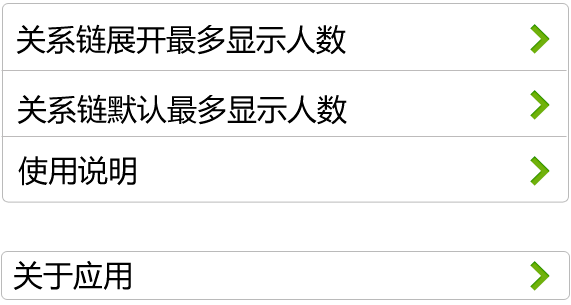 关系链展开最多显示人数
关系链默认最多显示人数
使用说明
关于应用